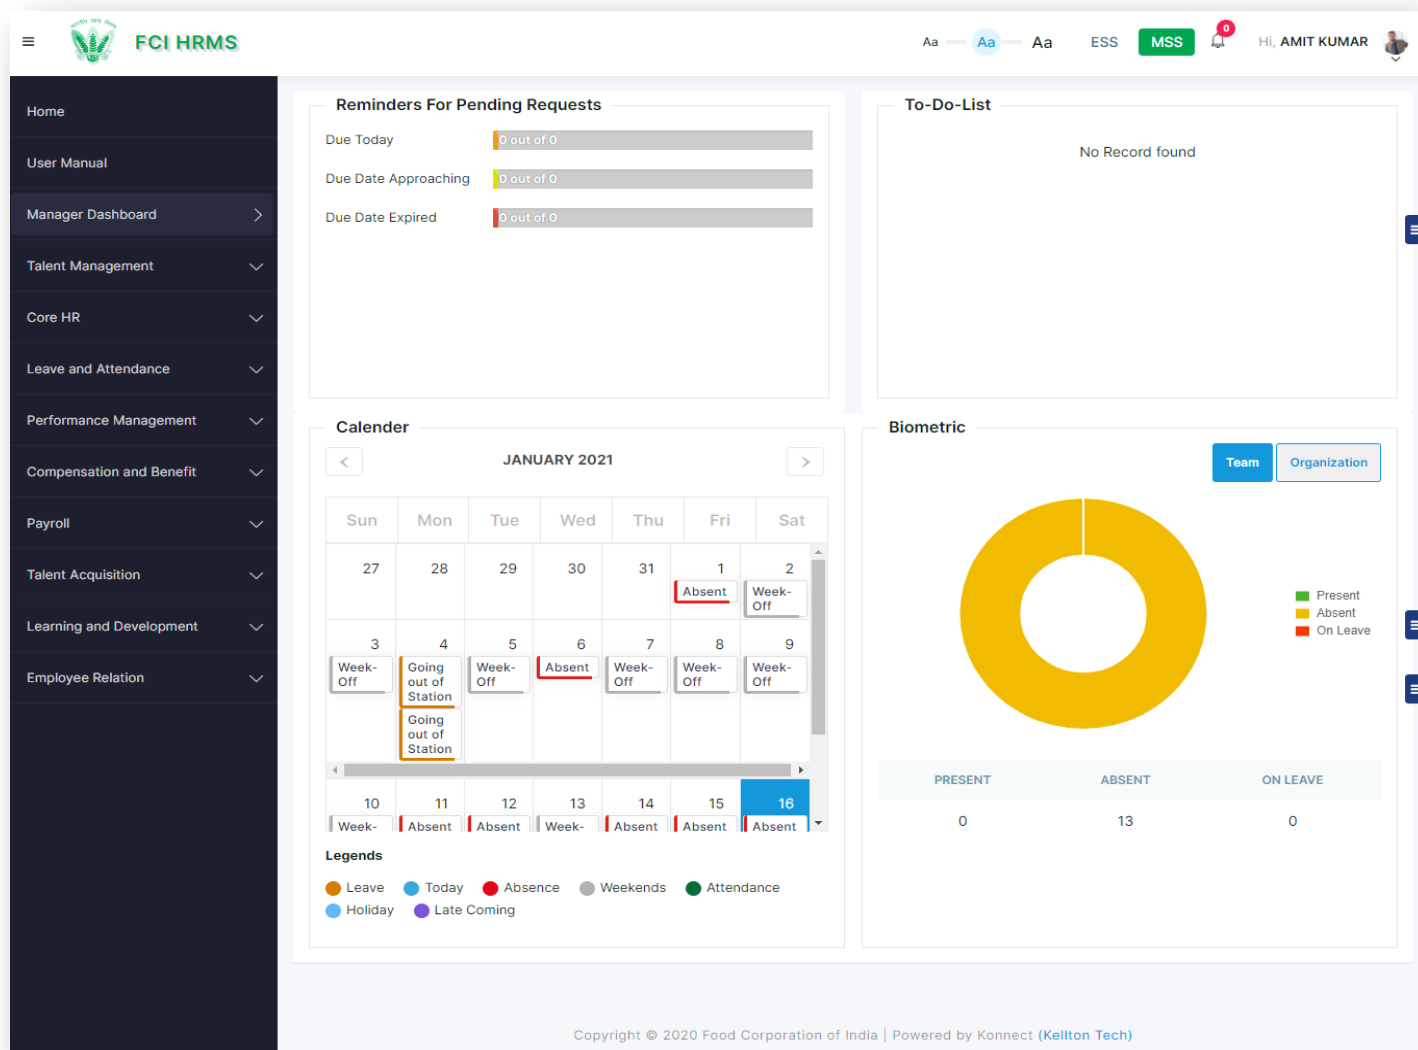 FCI HRMS
Aa Aa Aa ESS MSS 0 Hi, AMIT KUMAR
Home
User Manual
Manager Dashboard
Talent Management
Core HR
Leave and Attendance
Performance Management
Compensation and Benefit
Payroll
Talent Acquisition
Learning and Development
Employee Relation
Reminders For Pending Requests
Due Today 0 out of 0
Due Date Approaching 0 out of 0
Due Date Expired 0 out of 0
To-Do-List
No Record found
Calender
< JANUARY 2021 >
Sun Mon Tue Wed Thu Fri Sat
27 28 29 30 31 1 2
Absent Week-
Off
3 4 5 6 7 8 9
Week- Going Week- Absent Week- Week- Week-
Off out of Off Off Off Off
Station
Going
out of
Station
10 11 12 13 14 15 16
Week- Absent Absent Week- Absent Absent Absent
Legends
Leave Today Absence Weekends Attendance
Holiday Late Coming
Biometric
Team Organization
Present
Absent
On Leave
PRESENT ABSENT ON LEAVE
0 13 0
Copyright © 2020 Food Corporation of India | Powered by Konnect (Kellton Tech)